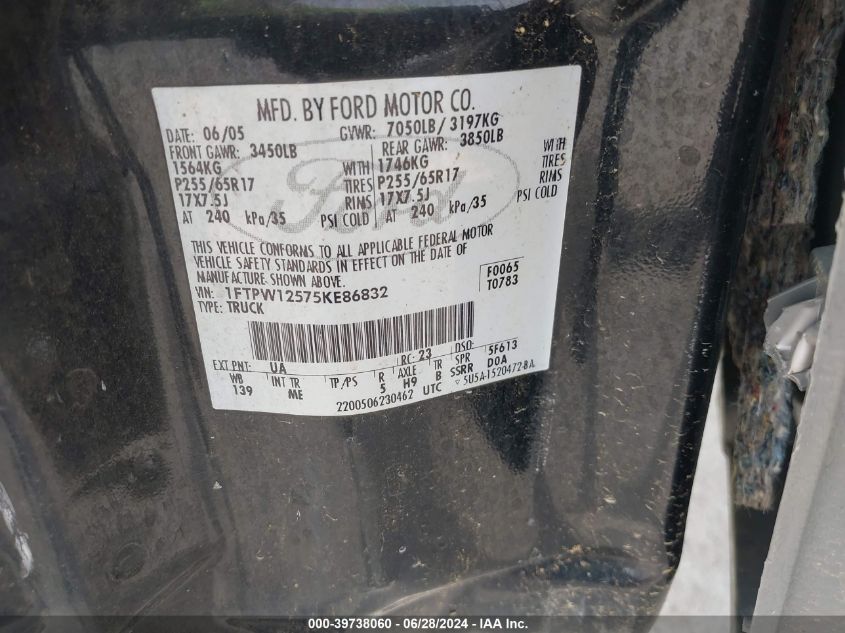 MFD. BY FORD MOTOR CO.
DATE: 06/05 GVWR: 7050LB/ 3197KG
FRONT GAWR: 3450LB REAR GAWR: 3850LB
1564KG WITH 1746KG WITH
P255/65R17 TIRES P255/65R17 TIRES
17X7.5J RIMS 17X7.5J RIMS
AT 240 kPa/35 PSI COLD AT 240 kPa/35 PSI COLD
Ford
THIS VEHICLE CONFORMS TO ALL APPLICABLE FEDERAL MOTOR
VEHICLE SAFETY STANDARDS IN EFFECT ON THE DATE OF
MANUFACTURE SHOWN ABOVE.
F0065
T0783
VIN: 1FTPW12575KE86832
TYPE: TRUCK
EXT PNT: UA RC: 23 DSO: 5F613
WB INT TR TP/PS R AXLE TR SPR
139 ME 5 H9 B SSRR D0A
2200506230462 UTC ▽5U5A-1520472-BA
000-39738060 - 06/28/2024 - IAAI.com